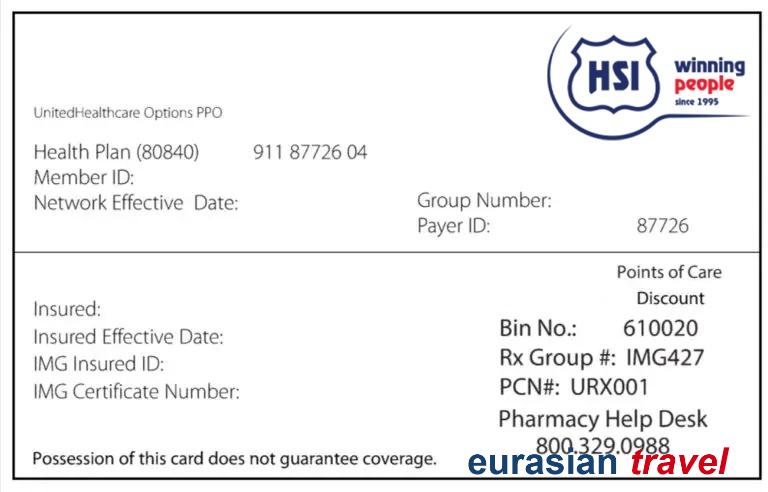 HSI
winning
people
since 1995
UnitedHealthcare Options PPO
Health Plan (80840) 911 87726 04
Member ID:
Network Effective Date:
Group Number:
Payer ID: 87726
Points of Care
Discount
Insured:
Insured Effective Date:
IMG Insured ID:
IMG Certificate Number:
Bin No.: 610020
Rx Group #: IMG427
PCN#: URX001
Pharmacy Help Desk
800.329.0988
Possession of this card does not guarantee coverage.
eurasian travel